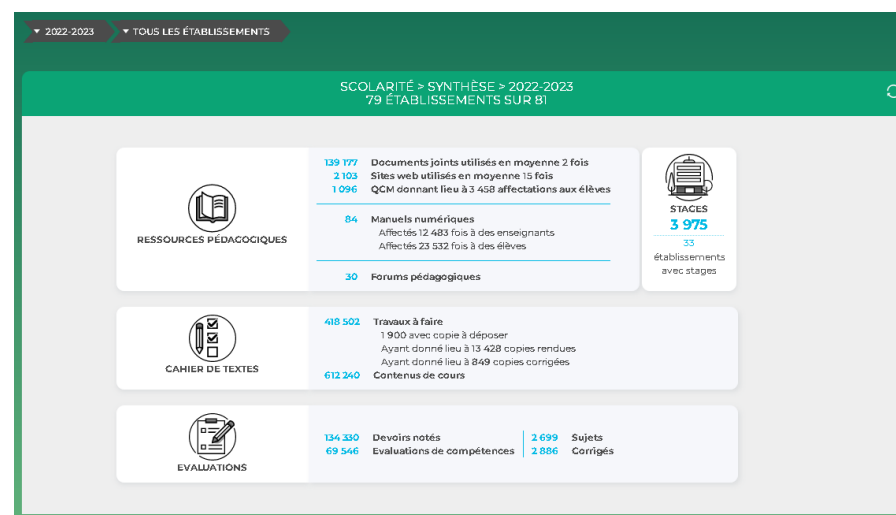 2022-2023
TOUS LES ÉTABLISSEMENTS
SCOLARITÉ > SYNTHÈSE > 2022-2023
79 ÉTABLISSEMENTS SUR 81
RESSOURCES PÉDAGOGIQUES
139 177 Documents joints utilisés en moyenne 2 fois
2 103 Sites web utilisés en moyenne 15 fois
1 096 QCM donnant lieu à 3 458 affectations aux élèves
84 Manuels numériques
Affectés 12 483 fois à des enseignants
Affectés 23 532 fois à des élèves
30 Forums pédagogiques
STAGES
3 975
33
établissements
avec stages
CAHIER DE TEXTES
418 502 Travaux à faire
1 900 avec copie à déposer
Ayant donné lieu à 13 428 copies rendues
Ayant donné lieu à 849 copies corrigées
612 240 Contenus de cours
EVALUATIONS
134 330 Devoirs notés
69 546 Evaluations de compétences
2 699 Sujets
2 886 Corrigés